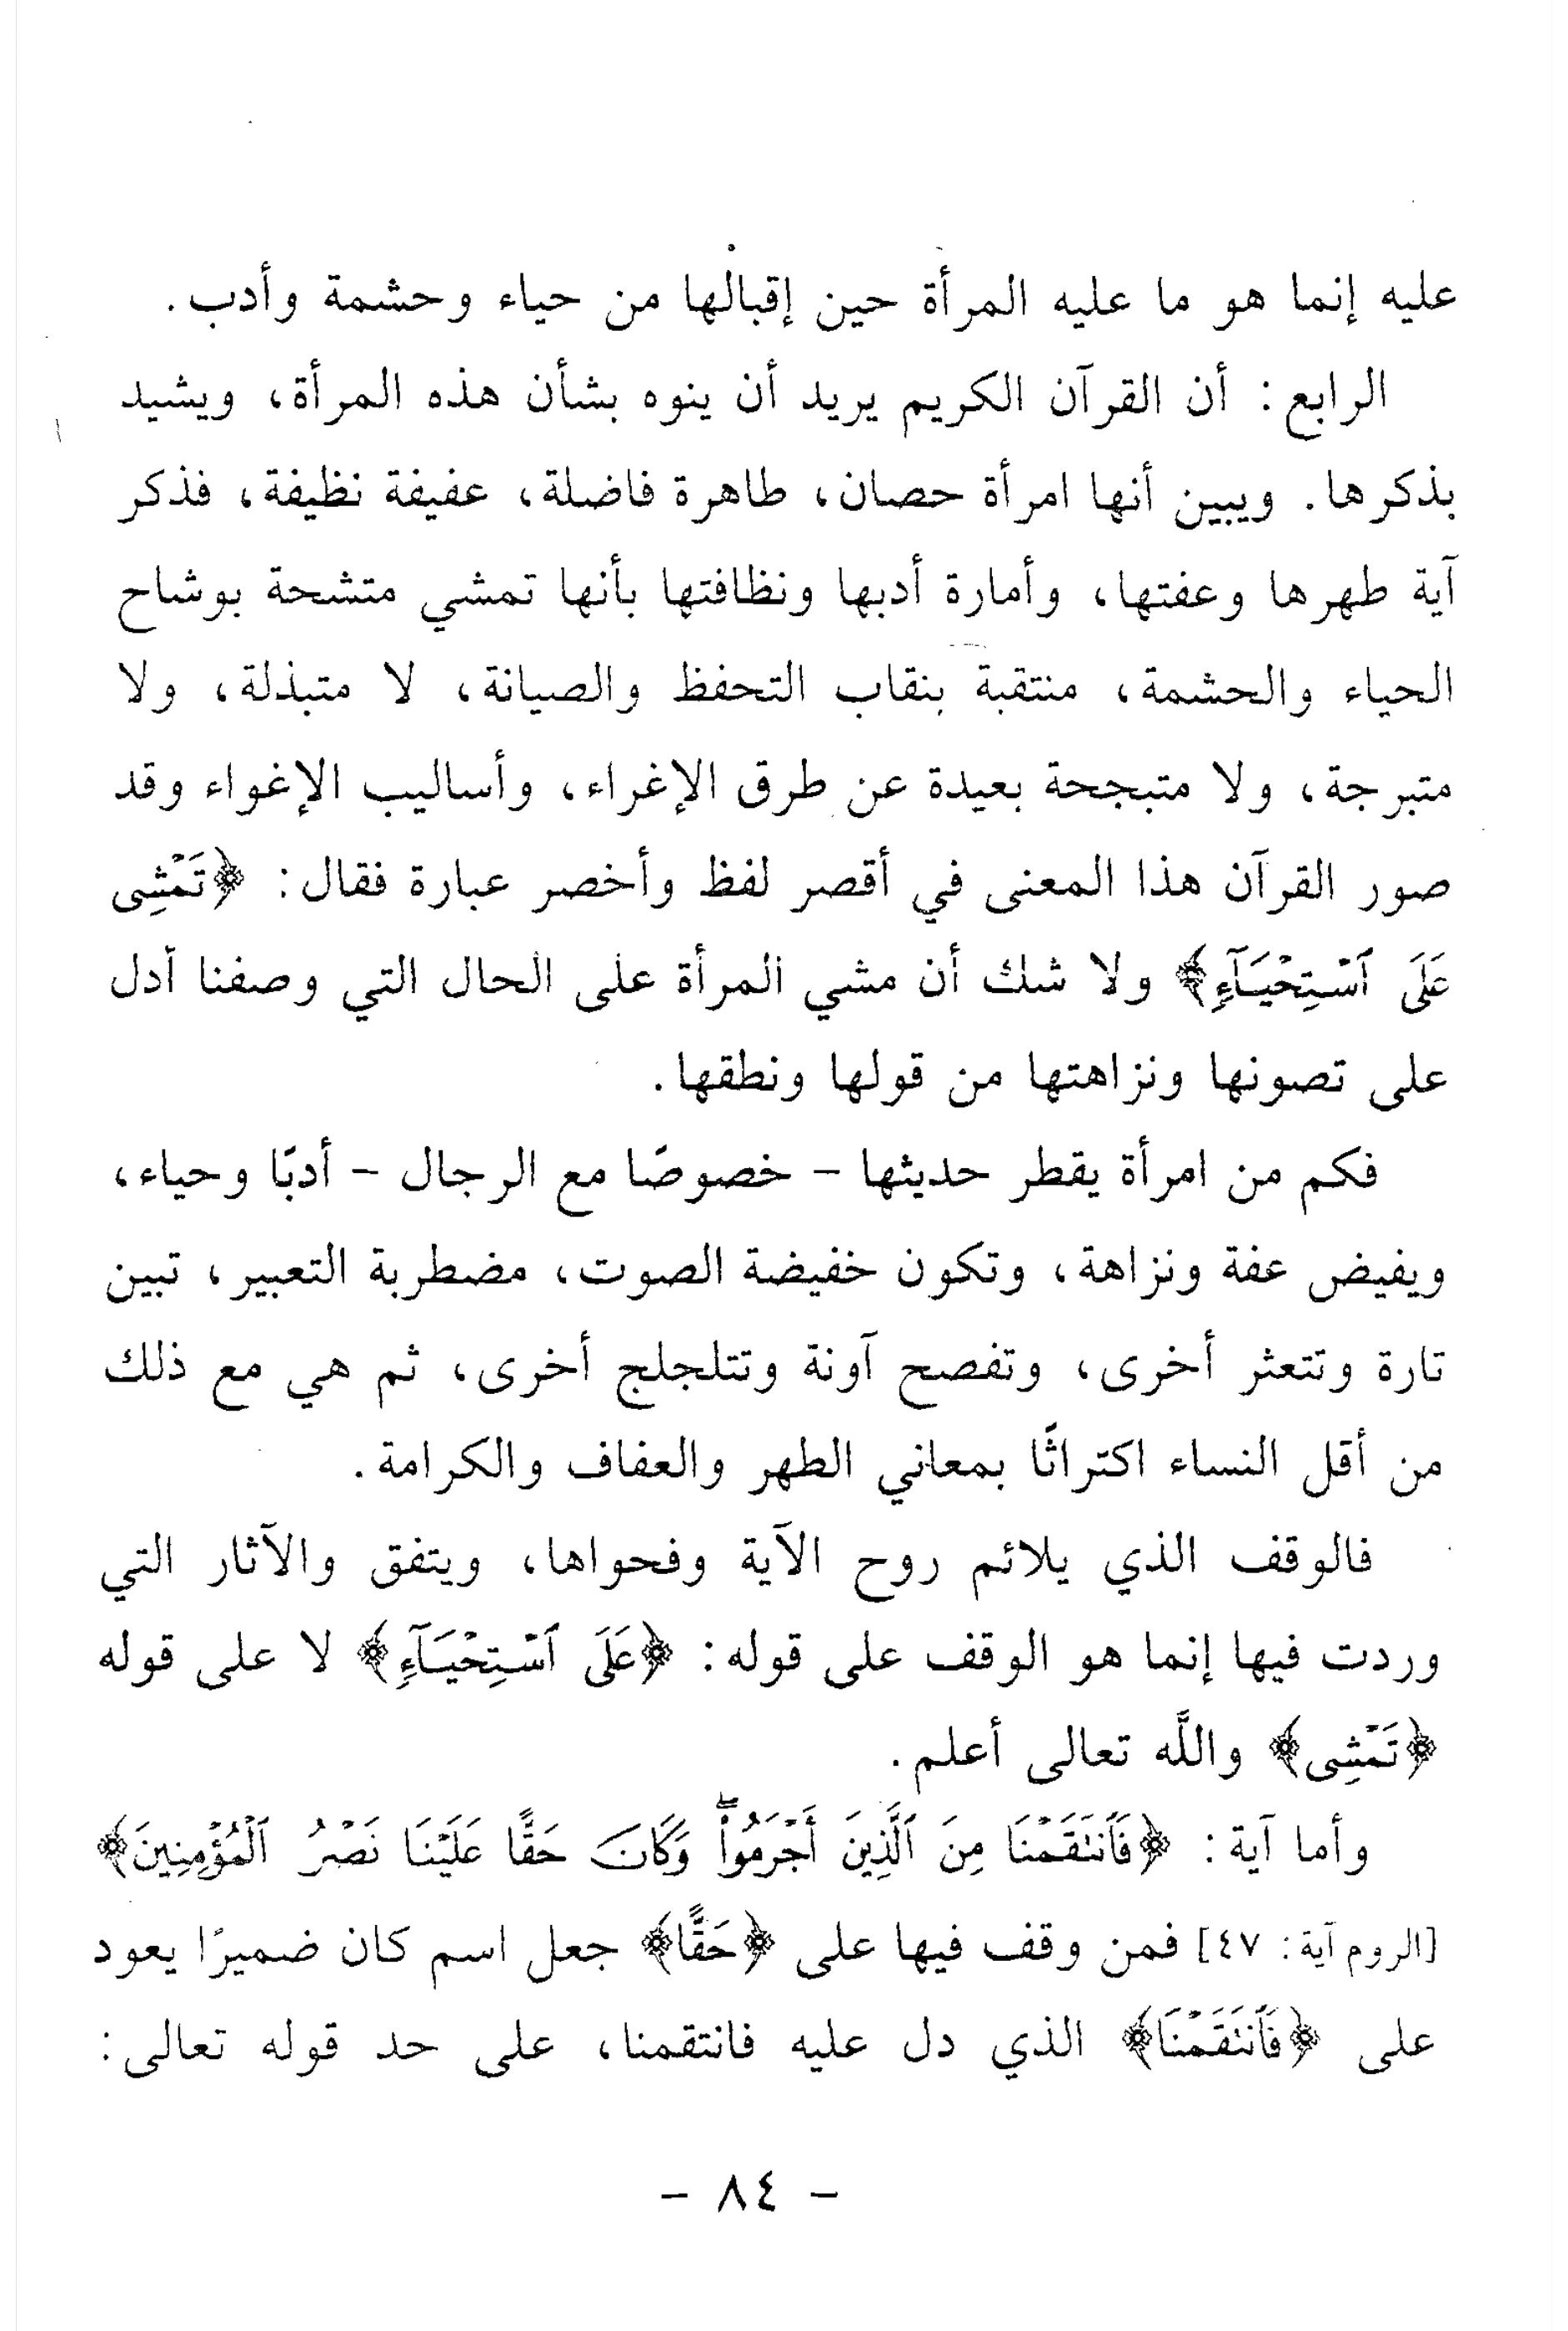 عليه إنما هو ما عليه المرأة حين إقبالها من حياء وحشمة وأدب.
الرابع: أن القرآن الكريم يريد أن ينوه بشأن هذه المرأة، ويشيد
بذكرها. ويبين أنها امرأة حصان، طاهرة فاضلة، عفيفة نظيفة، فذكر
آية طهرها وعفتها، وأمارة أدبها ونظافتها بأنها تمشي متشحة بوشاح
الحياء والحشمة، منتقبة بنقاب التحفظ والصيانة، لا متبذلة، ولا
متبرجة، ولا متبجحة بعيدة عن طرق الإغراء، وأساليب الإغواء وقد
صور القرآن هذا المعنى في أقصر لفظ وأخصر عبارة فقال: ﴿تَمْشِى
عَلَى ٱسْتِحْيَآءٍ﴾ ولا شك أن مشي المرأة على الحال التي وصفنا أدل
على تصونها ونزاهتها من قولها ونطقها.
فكم من امرأة يقطر حديثها - خصوصًا مع الرجال - أدبًا وحياء،
ويفيض عفة ونزاهة، وتكون خفيضة الصوت، مضطربة التعبير، تبين
تارة وتتعثر أخرى، وتفصح آونة وتتلجلج أخرى، ثم هي مع ذلك
من أقل النساء اكتراثًا بمعاني الطهر والعفاف والكرامة.
فالوقف الذي يلائم روح الآية وفحواها، ويتفق والآثار التي
وردت فيها إنما هو الوقف على قوله: ﴿عَلَى ٱسْتِحْيَآءٍ﴾ لا على قوله
﴿تَمْشِى﴾ واللَّه تعالى أعلم.
وأما آية: ﴿فَٱنتَقَمْنَا مِنَ ٱلَّذِينَ أَجْرَمُوا۟ ۖ وَكَانَ حَقًّا عَلَيْنَا نَصْرُ ٱلْمُؤْمِنِينَ﴾
[الروم آية: ٤٧] فمن وقف فيها على ﴿حَقًّا﴾ جعل اسم كان ضميرًا يعود
على ﴿فَٱنتَقَمْنَا﴾ الذي دل عليه فانتقمنا، على حد قوله تعالى:
- ٨٤ -